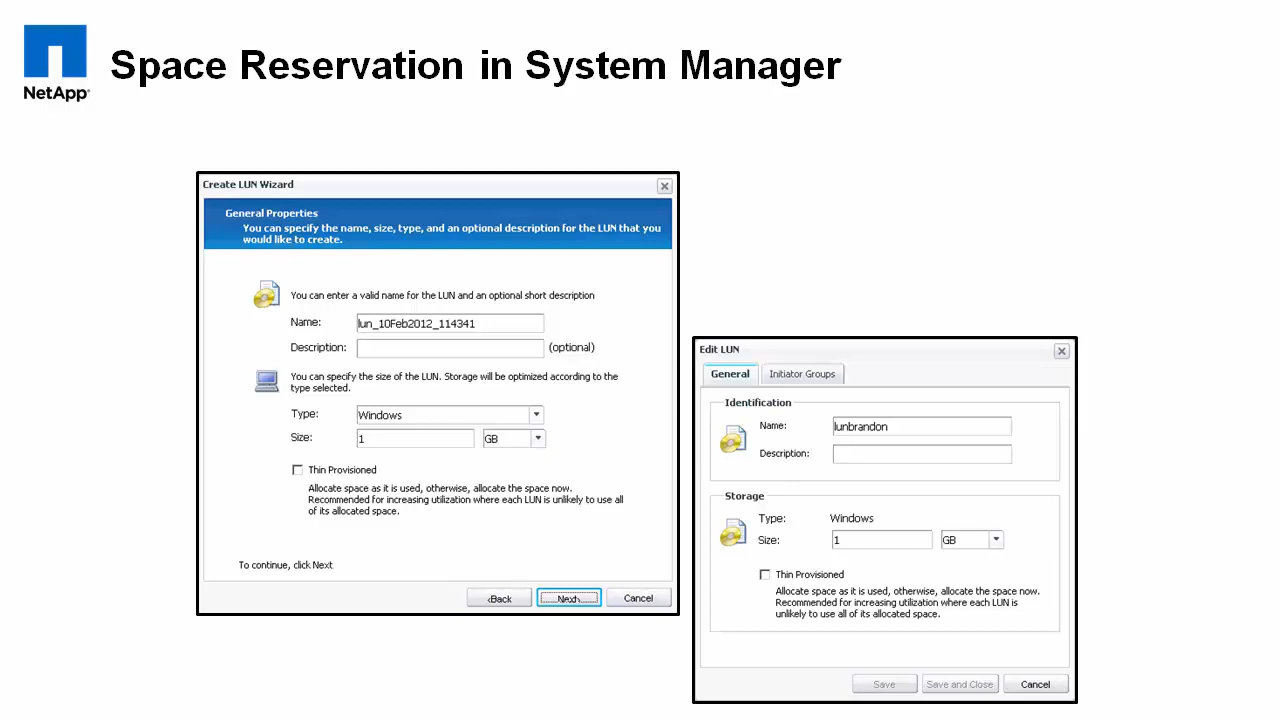 NetApp®
Space Reservation in System Manager
Create LUN Wizard
General Properties
You can specify the name, size, type, and an optional description for the LUN that you
would like to create.
You can enter a valid name for the LUN and an optional short description
Name: lun_10Feb2012_114341
Description: (optional)
You can specify the size of the LUN. Storage will be optimized according to the
type selected.
Type: Windows
Size: 1 GB
Thin Provisioned
Allocate space as it is used, otherwise, allocate the space now.
Recommended for increasing utilization where each LUN is unlikely to use all
of its allocated space.
To continue, click Next
<Back Next> Cancel
Edit LUN
General Initiator Groups
Identification
Name: lunbrandon
Description:
Storage
Type: Windows
Size: 1 GB
Thin Provisioned
Allocate space as it is used, otherwise, allocate the space now.
Recommended for increasing utilization where each LUN is
unlikely to use all of its allocated space.
Save Save and Close Cancel